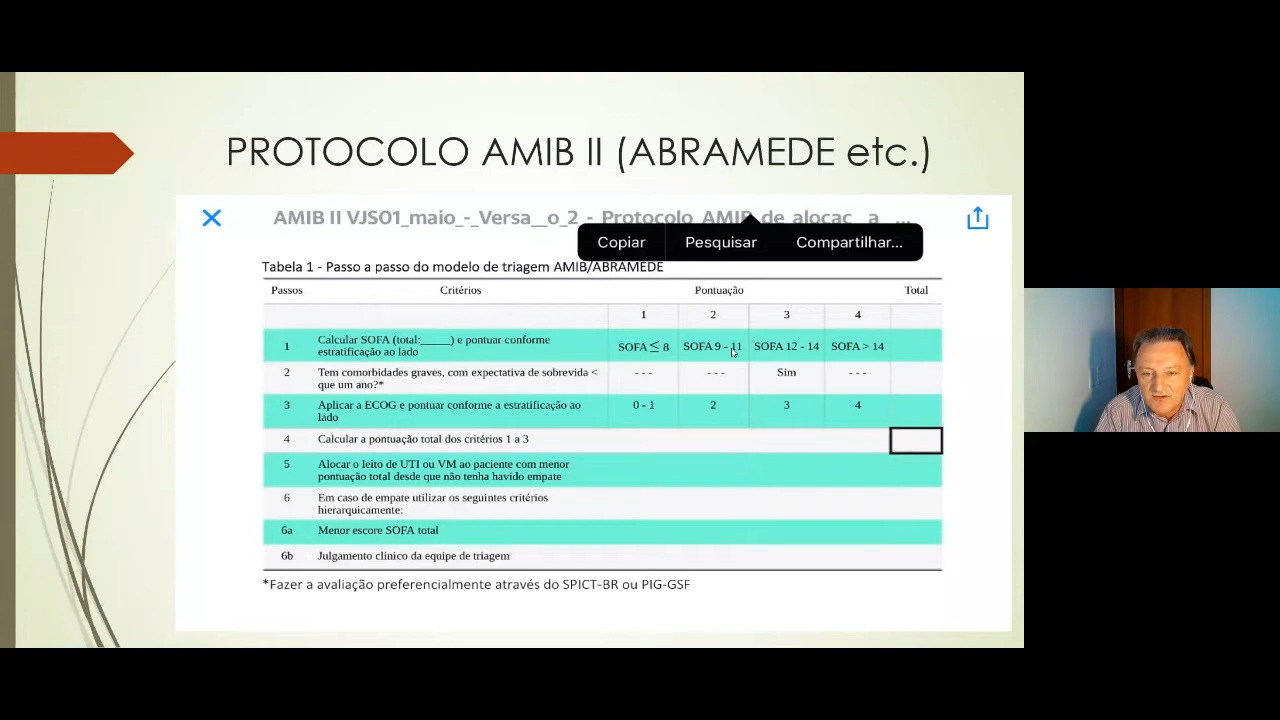 PROTOCOLO AMIB II (ABRAMEDE etc.)
AMIB II VJS01_maio_-_Versa__o_2 - Protocolo_AMIB_de_alocac__a_ ...
Copiar Pesquisar Compartilhar...
Tabela 1 - Passo a passo do modelo de triagem AMIB/ABRAMEDE
Passos Critérios Pontuação Total
1 2 3 4
1 Calcular SOFA (total:_____) e pontuar conforme
estratificação ao lado
SOFA ≤ 8 SOFA 9 - 11 SOFA 12 - 14 SOFA > 14
2 Tem comorbidades graves, com expectativa de sobrevida <
que um ano?*
- - - - - - Sim - - -
3 Aplicar a ECOG e pontuar conforme a estratificação ao
lado
0 - 1 2 3 4
4 Calcular a pontuação total dos critérios 1 a 3
5 Alocar o leito de UTI ou VM ao paciente com menor
pontuação total desde que não tenha havido empate
6 Em caso de empate utilizar os seguintes critérios
hierarquicamente:
6a Menor escore SOFA total
6b Julgamento clínico da equipe de triagem
*Fazer a avaliação preferencialmente através do SPICT-BR ou PIG-GSF